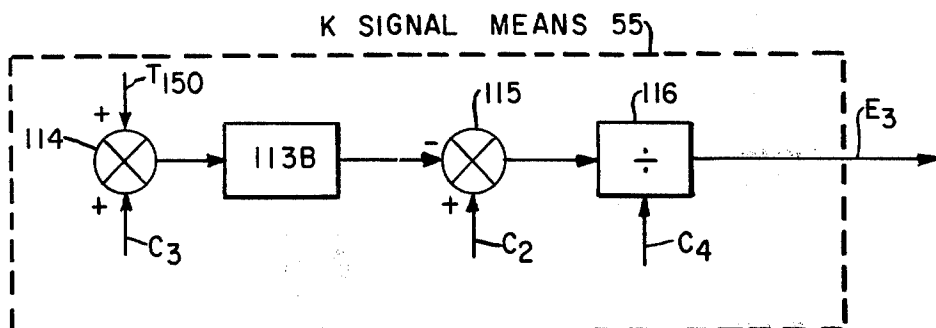 K SIGNAL MEANS 55
T150
+
114
+
C3
113B
115
-
+
C2
116
÷
C4
E3